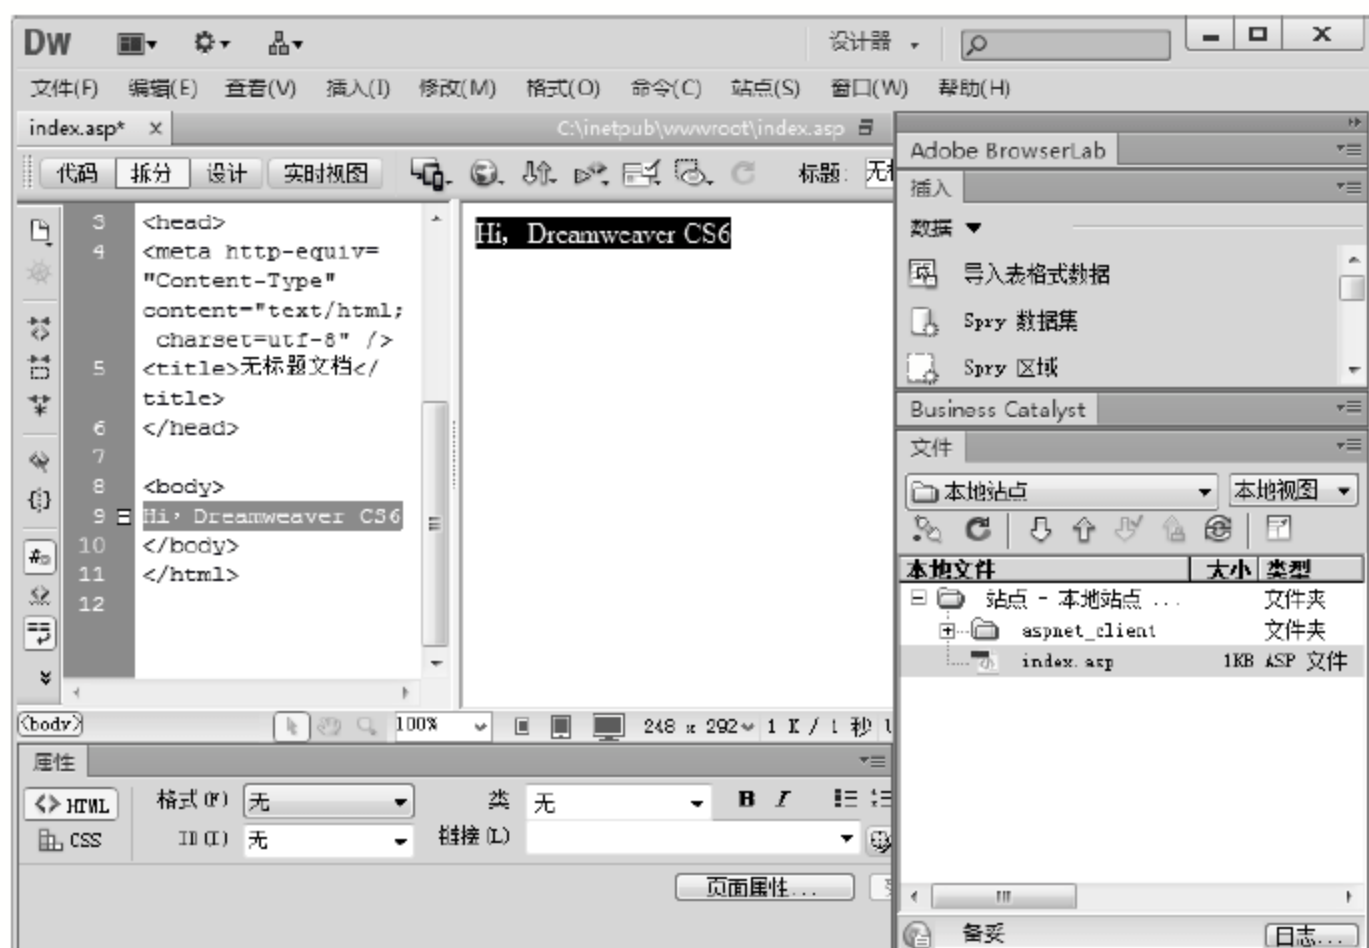 Dw
设计器
文件(F) 编辑(E) 查看(V) 插入(I) 修改(M) 格式(O) 命令(C) 站点(S) 窗口(W) 帮助(H)
index.asp* ×
C:\inetpub\wwwroot\index.asp
代码 拆分 设计 实时视图
标题:
3 <head>
4 <meta http-equiv=
"Content-Type"
content="text/html;
charset=utf-8" />
5 <title>无标题文档</
title>
6 </head>
7
8 <body>
9 Hi，Dreamweaver CS6
10 </body>
11 </html>
12
Hi，Dreamweaver CS6
<body>
100%
248 x 292 1 K / 1 秒
属性
<> HTML
格式(F) 无
类 无
B I
CSS
ID(I) 无
链接(L)
页面属性...
Adobe BrowserLab
插入
数据
导入表格式数据
Spry 数据集
Spry 区域
Business Catalyst
文件
本地站点
本地视图
本地文件 大小 类型
站点 - 本地站点 ... 文件夹
aspnet_client 文件夹
index.asp 1KB ASP 文件
备妥
日志...